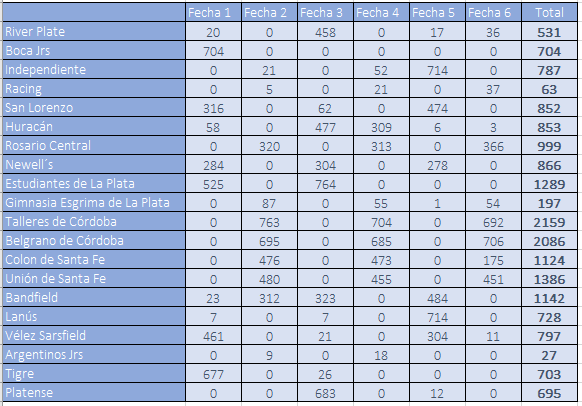 Fecha 1 Fecha 2 Fecha 3 Fecha 4 Fecha 5 Fecha 6 Total
River Plate 20 0 458 0 17 36 531
Boca Jrs 704 0 0 0 0 0 704
Independiente 0 21 0 52 714 0 787
Racing 0 5 0 21 0 37 63
San Lorenzo 316 0 62 0 474 0 852
Huracán 58 0 477 309 6 3 853
Rosario Central 0 320 0 313 0 366 999
Newell´s 284 0 304 0 278 0 866
Estudiantes de La Plata 525 0 764 0 0 0 1289
Gimnasia Esgrima de La Plata 0 87 0 55 1 54 197
Talleres de Córdoba 0 763 0 704 0 692 2159
Belgrano de Córdoba 0 695 0 685 0 706 2086
Colon de Santa Fe 0 476 0 473 0 175 1124
Unión de Santa Fe 0 480 0 455 0 451 1386
Bandfield 23 312 323 0 484 0 1142
Lanús 7 0 7 0 714 0 728
Vélez Sarsfield 461 0 21 0 304 11 797
Argentinos Jrs 0 9 0 18 0 0 27
Tigre 677 0 26 0 0 0 703
Platense 0 0 683 0 12 0 695